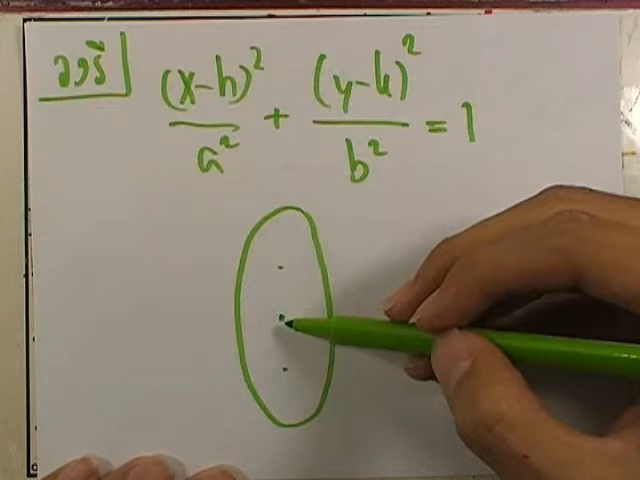 วงรี
(x-h)²/a² + (y-k)²/b² = 1